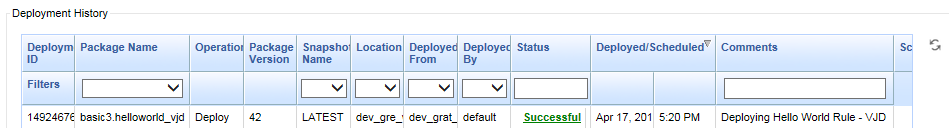 Deployment History
Deploym ID Package Name Operation Package Version Snapshot Name Location Deployed From Deployed By Status Deployed/Scheduled Comments Sc
Filters
14924676 basic3.helloworld_vjd Deploy 42 LATEST dev_gre_ dev_grat_ default Successful Apr 17, 201 5:20 PM Deploying Hello World Rule - VJD